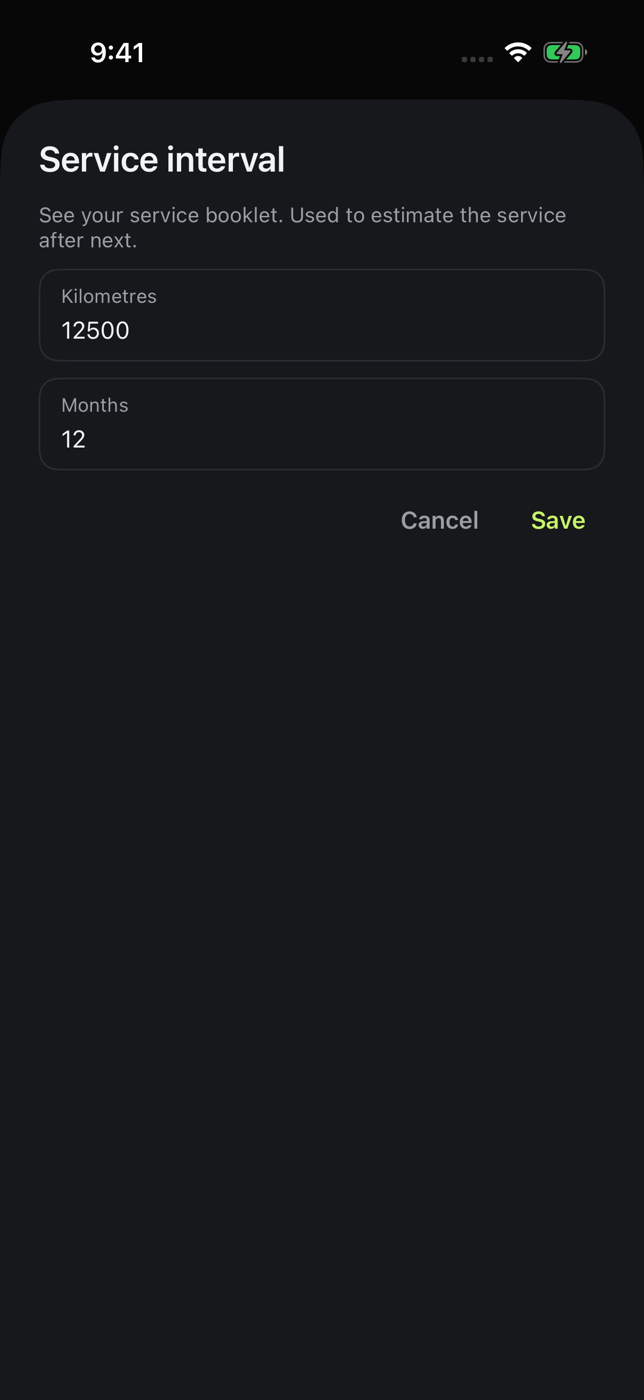 9:41
Service interval
See your service booklet. Used to estimate the service
after next.
Kilometres
12500
Months
12
Cancel Save